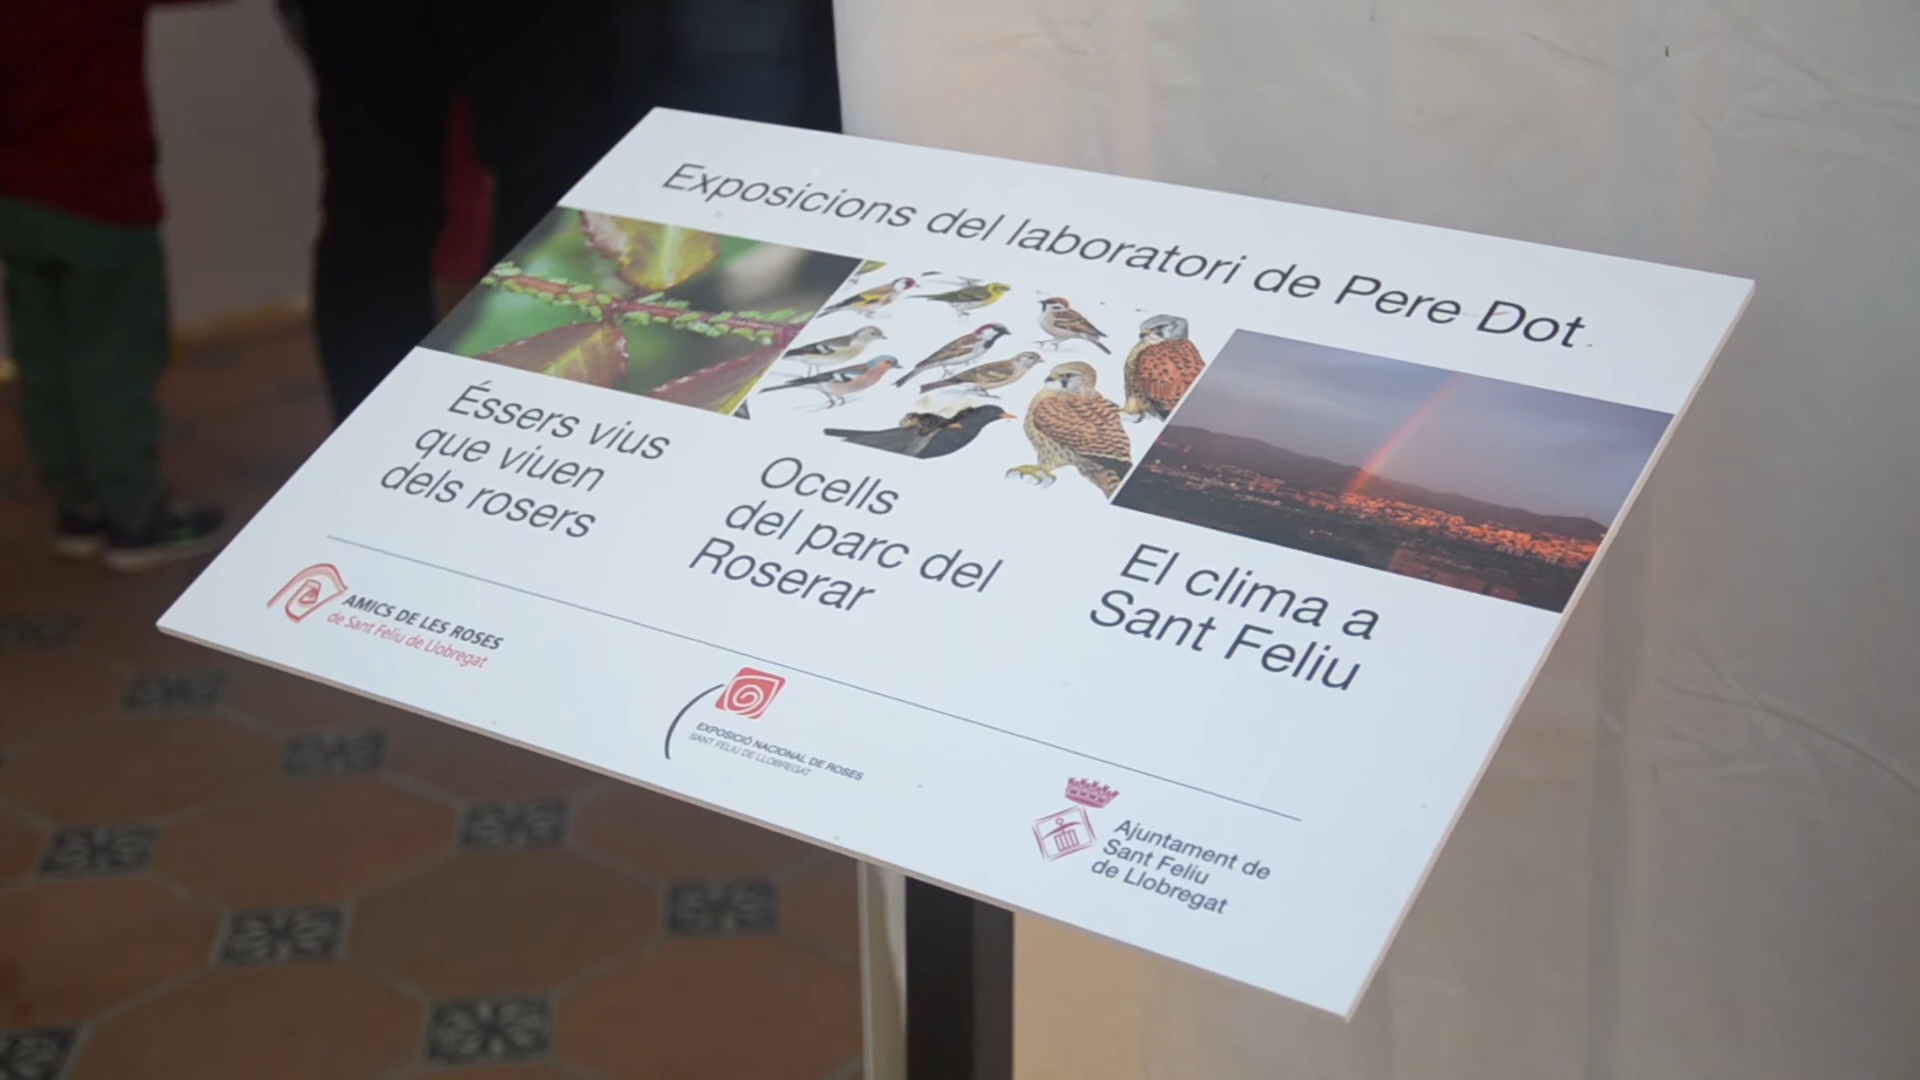 Exposicions del laboratori de Pere Dot.
Éssers vius
que viuen
dels rosers
Ocells
del parc del
Roserar
El clima a
Sant Feliu
AMICS DE LES ROSES
de Sant Feliu de Llobregat
EXPOSICIÓ NACIONAL DE ROSES
SANT FELIU DE LLOBREGAT
Ajuntament de
Sant Feliu
de Llobregat